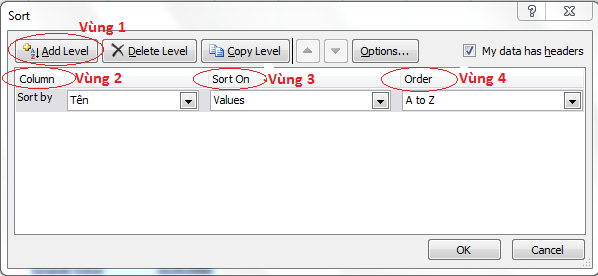 Sort
Vùng 1
Add Level Delete Level Copy Level Options... My data has headers
Column Vùng 2 Sort On Vùng 3 Order Vùng 4
Sort by Tên Values A to Z
OK Cancel